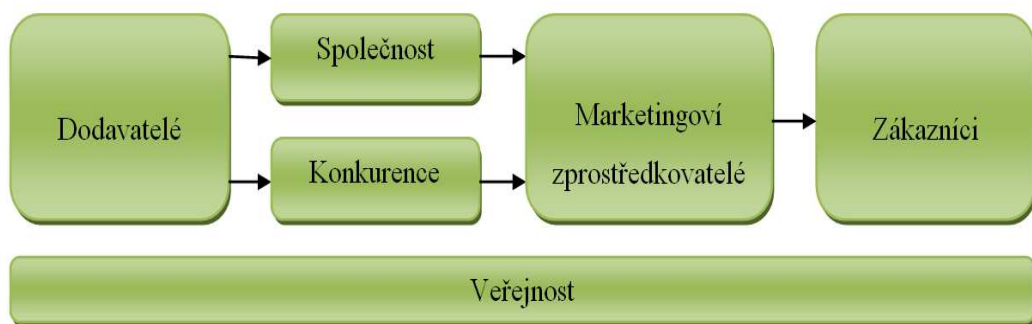 Dodavatelé
Společnost
Konkurence
Marketingoví
zprostředkovatelé
Zákazníci
Veřejnost